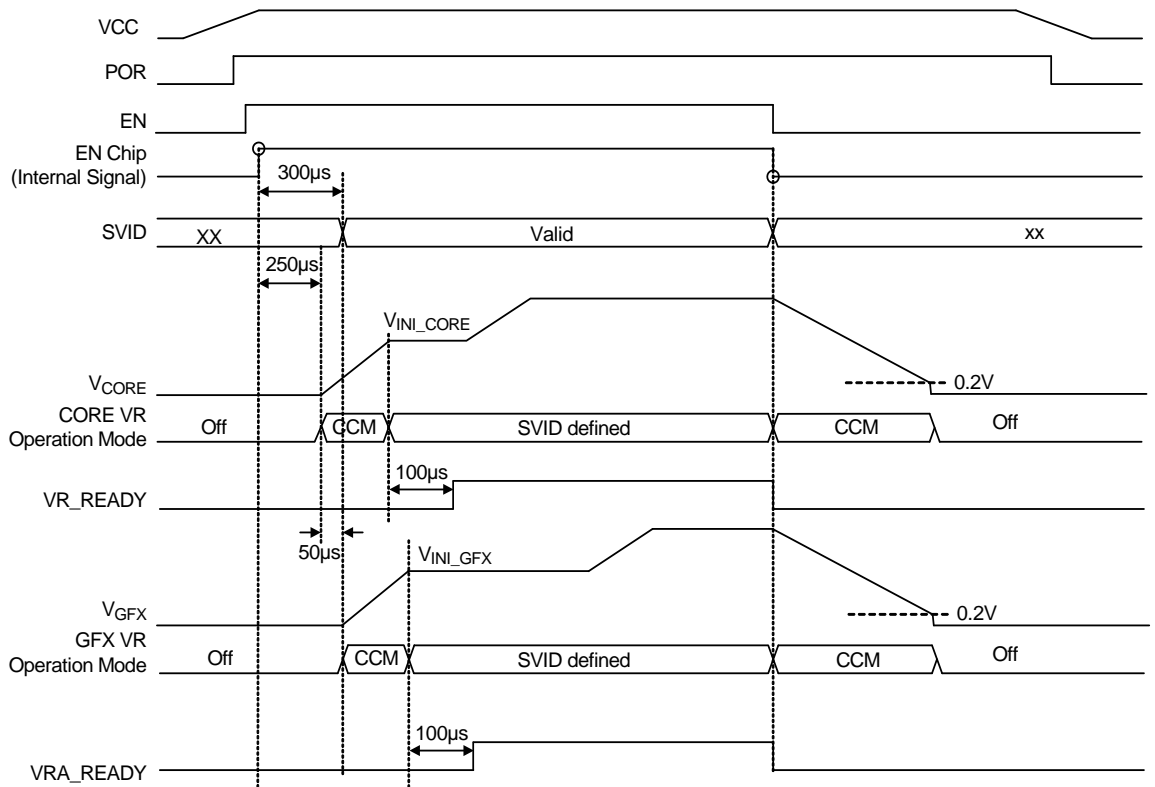 VCC
POR
EN
EN Chip
(Internal Signal)
300µs
SVID
XX
Valid
xx
250µs
VINI_CORE
VCORE
0.2V
CORE VR
Operation Mode
Off
CCM
SVID defined
CCM
Off
100µs
VR_READY
50µs
VINI_GFX
VGFX
0.2V
GFX VR
Operation Mode
Off
CCM
SVID defined
CCM
Off
100µs
VRA_READY